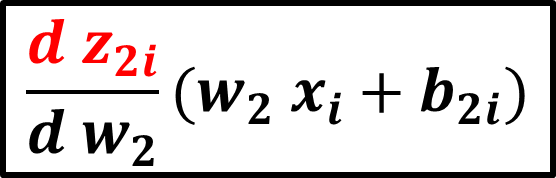 d z₂ᵢ
d w₂ (w₂ xᵢ + b₂ᵢ)